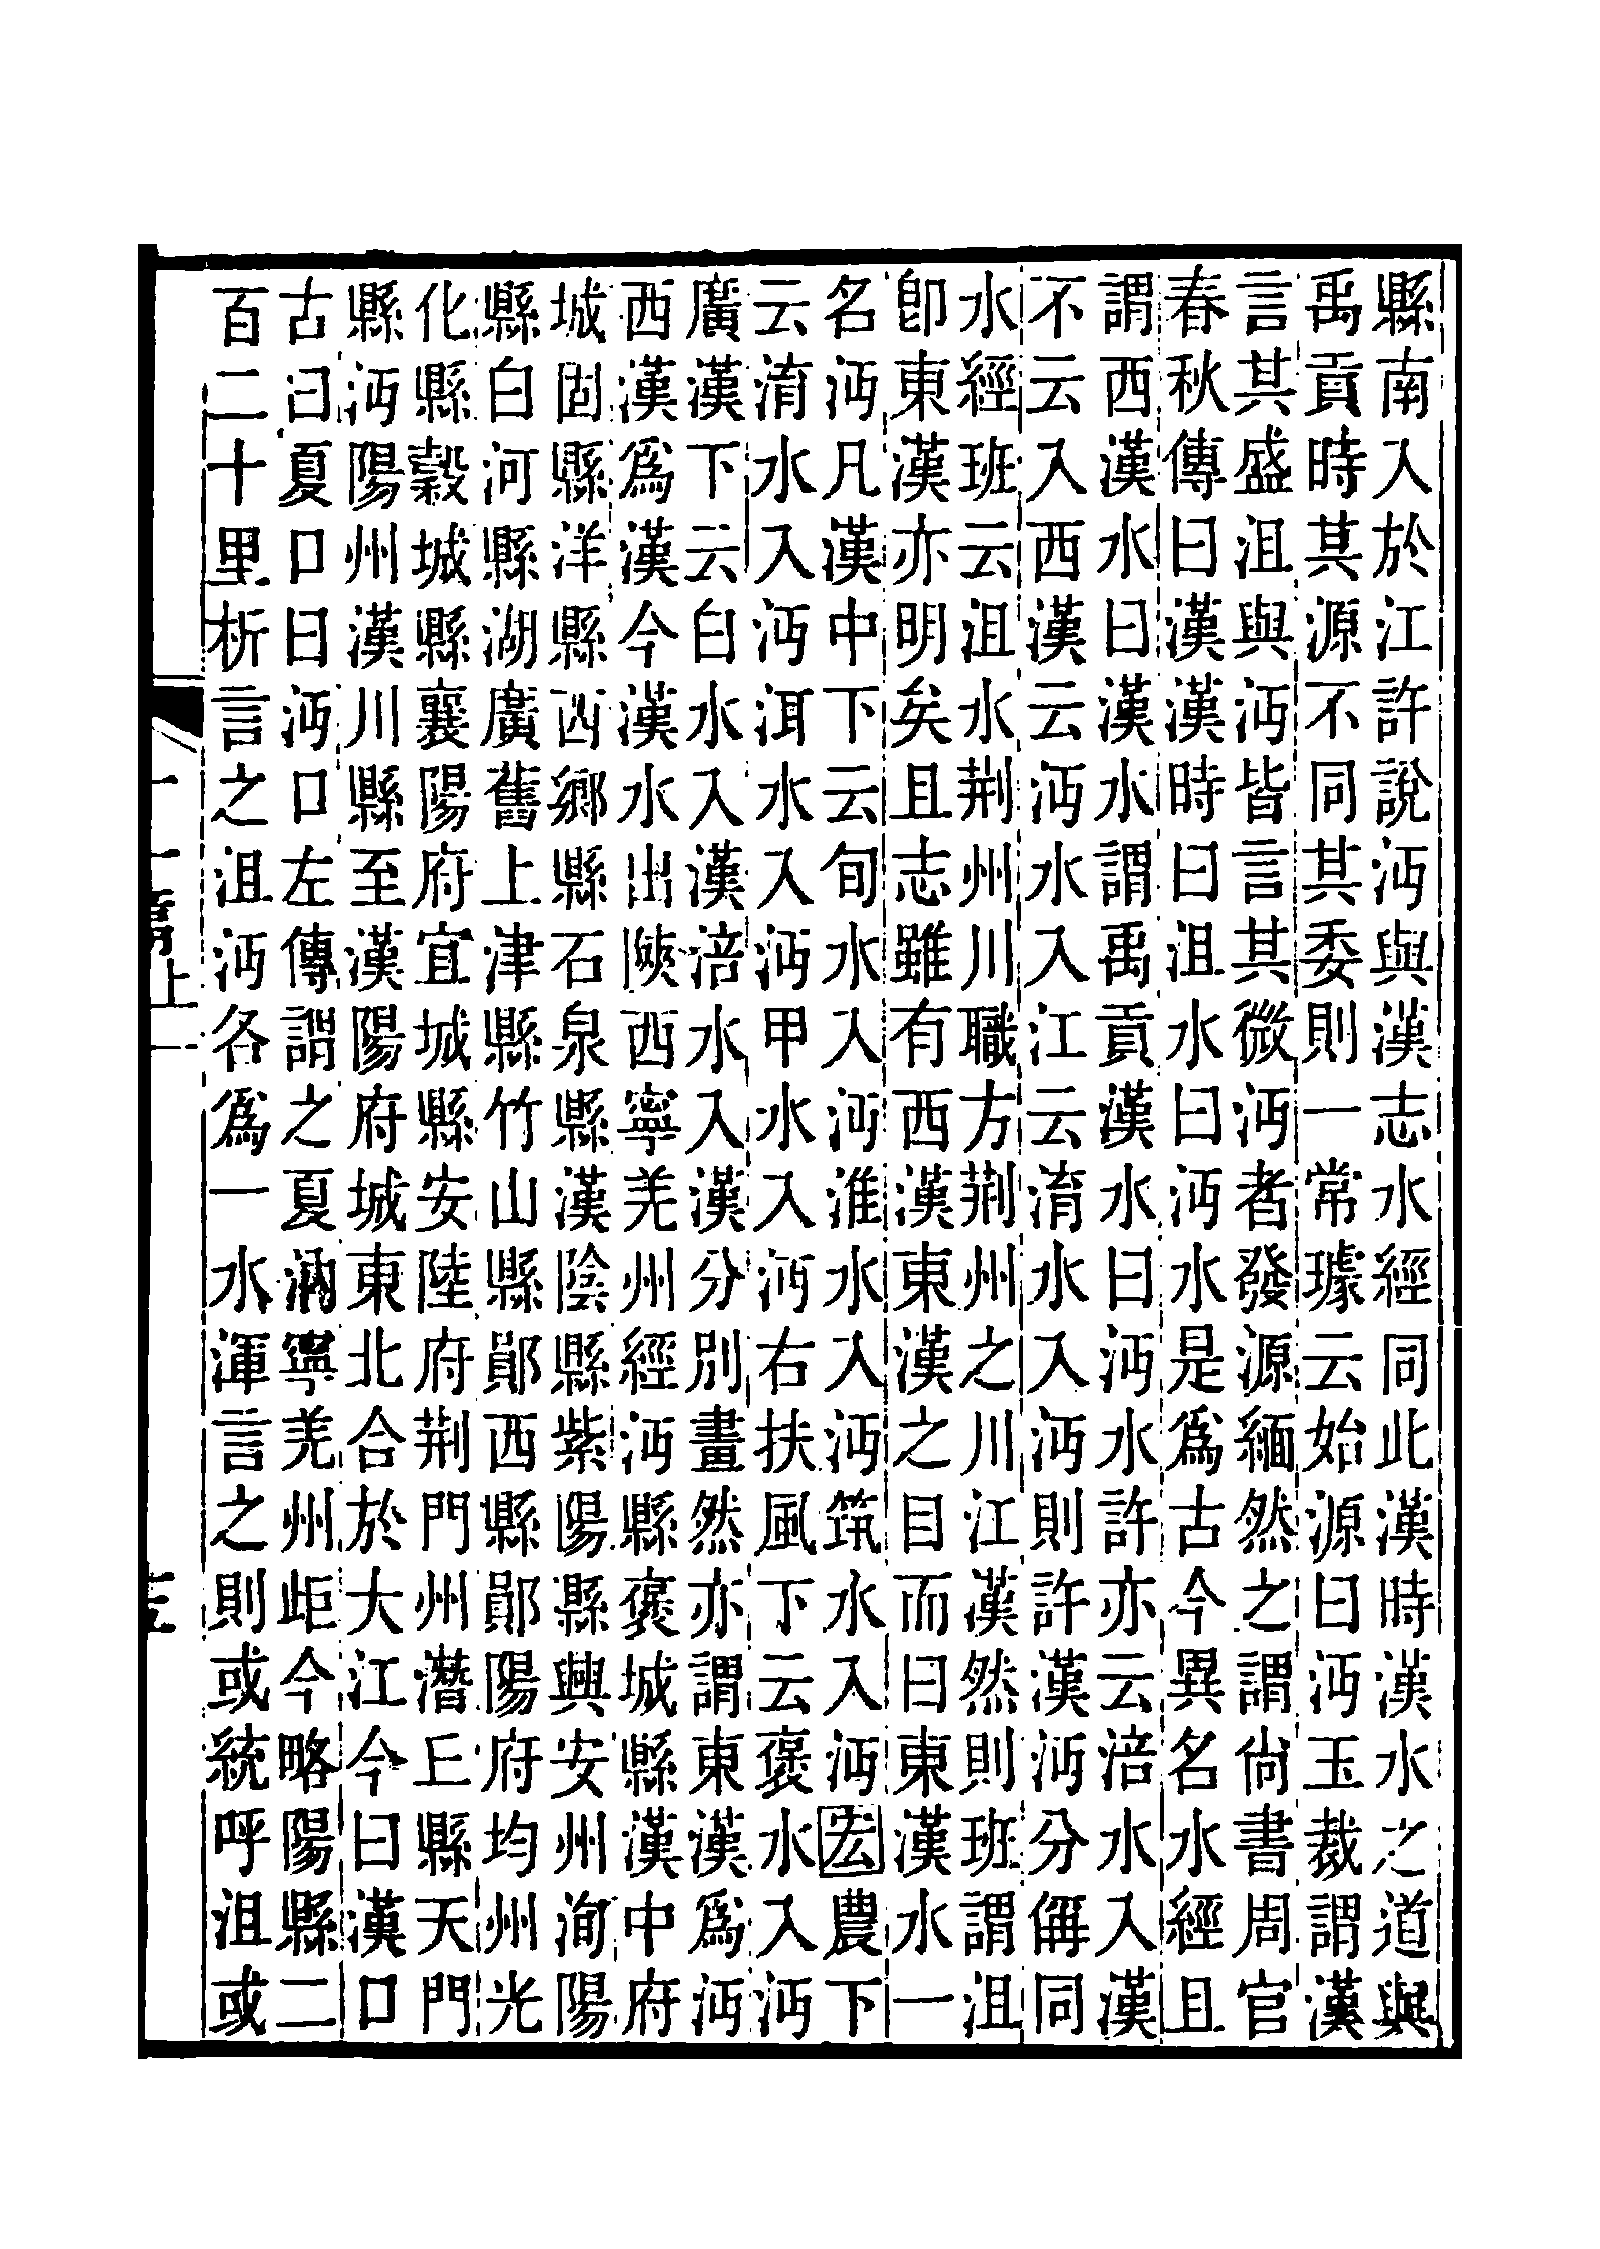 縣南入於江許說沔與漢志水經同此漢時漢水之道與
禹貢時其源不同其委則一常璩云始源曰沔玉裁謂漢
言其盛沮與沔皆言其微沔者發源緬然之謂尙書周官
春秋傳曰漢漢時曰沮水曰沔水是爲古今異名水經且
謂西漢水曰漢水謂禹貢漢水曰沔水許亦云涪水入漢
不云入西漢云沔水入江云淯水入沔則許漢沔分偁同
水經班云沮水荆州川職方荆州之川江漢然則班謂沮
卽東漢亦明矣且志雖有西漢東漢之目而曰東漢水一
名沔凡漢中下云旬水入沔淮水入沔筑水入沔宏農下
云淯水入沔洱水入沔甲水入沔右扶風下云褒水入沔
廣漢下云白水入漢涪水入漢分別畫然亦謂東漢爲沔
西漢爲漢今漢水出陝西寧羌州經沔縣褒城縣漢中府
城固縣洋縣西鄉縣石泉縣漢陰縣紫陽縣興安州洵陽
縣白河縣湖廣舊上津縣竹山縣鄖西縣鄖陽府均州光
化縣穀城縣襄陽府宜城縣安陸府荆門州潛江縣天門
縣沔陽州漢川縣至漢陽府城東北合於大江今曰漢口
古曰夏口曰沔口左傳謂之夏汭寧羌州歫今略陽縣二
百二十里析言之沮沔各爲一水渾言之則或統呼沮或